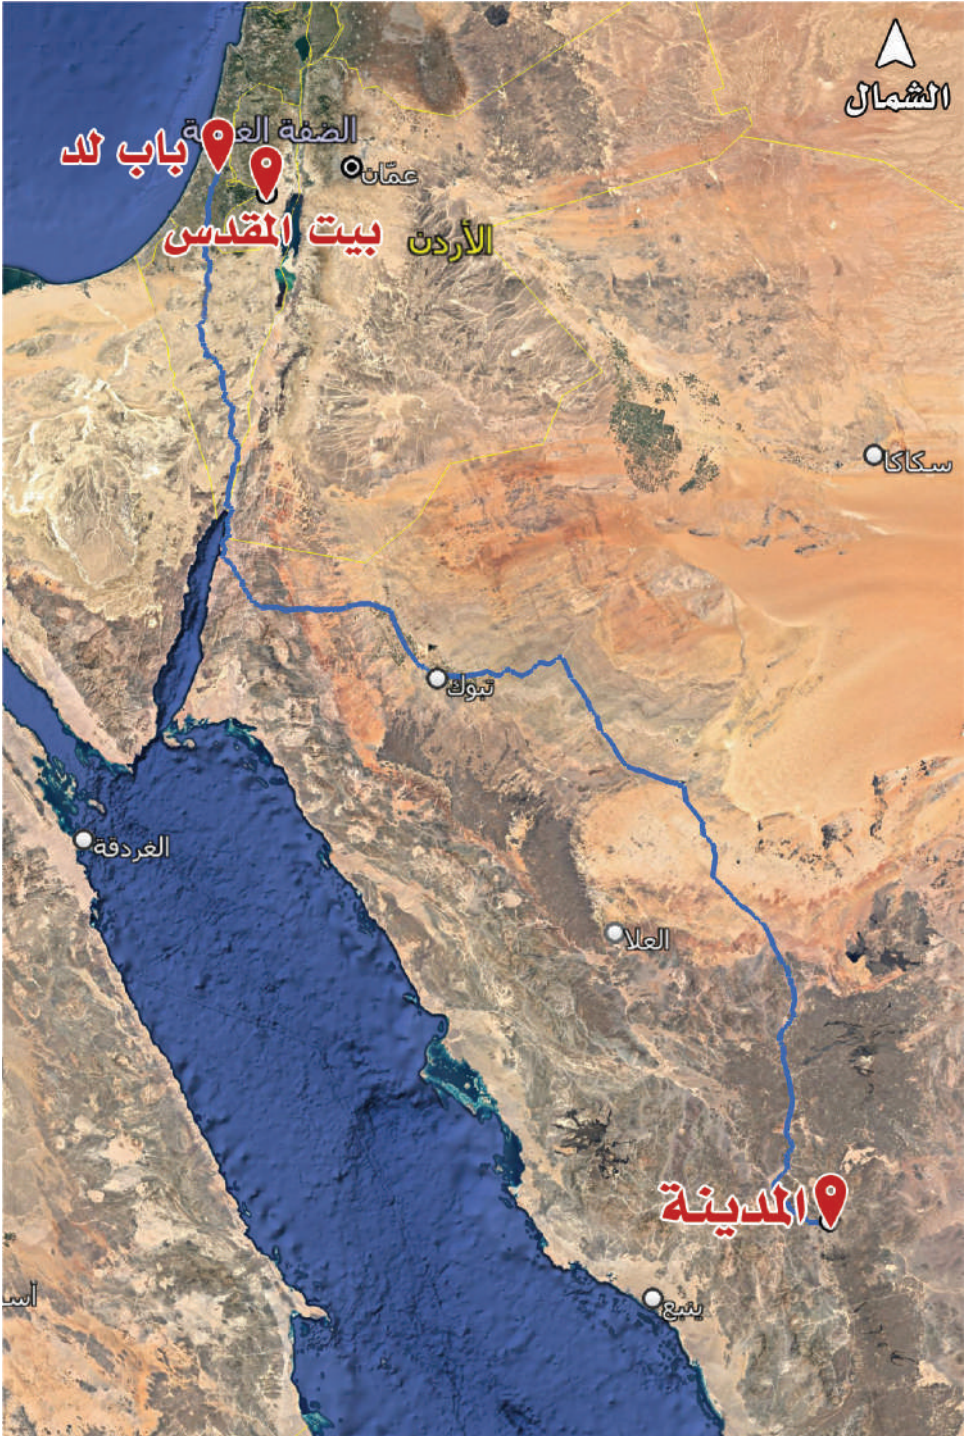 الشمال
الضفة الغربية
باب لد
عمّان
بيت المقدس
الأردن
سكاكا
تبوك
الغردقة
العلا
المدينة
ينبع